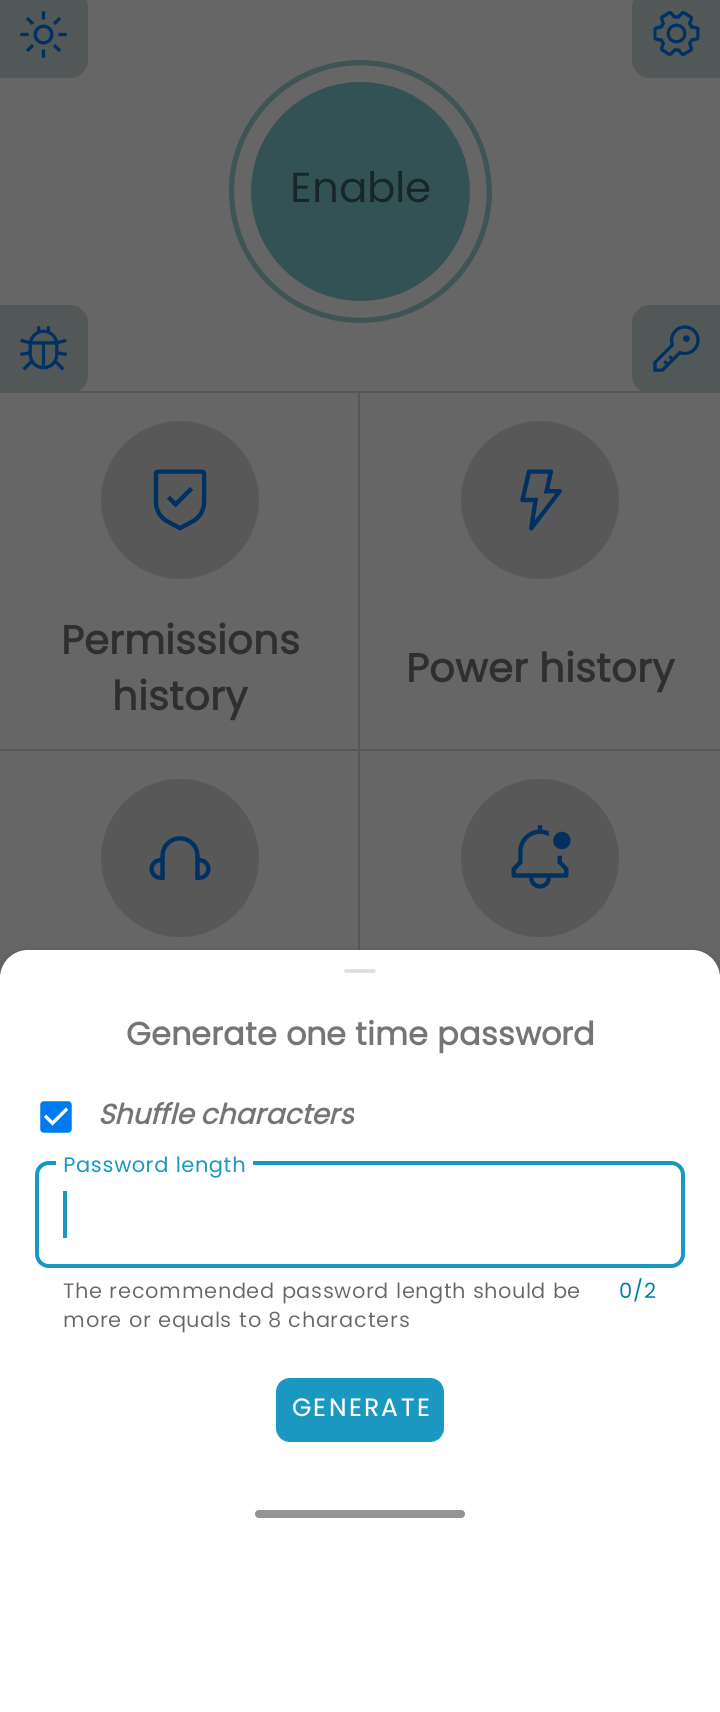 Enable
Permissions
history
Power history
Generate one time password
Shuffle characters
Password length
The recommended password length should be
more or equals to 8 characters
0/2
GENERATE